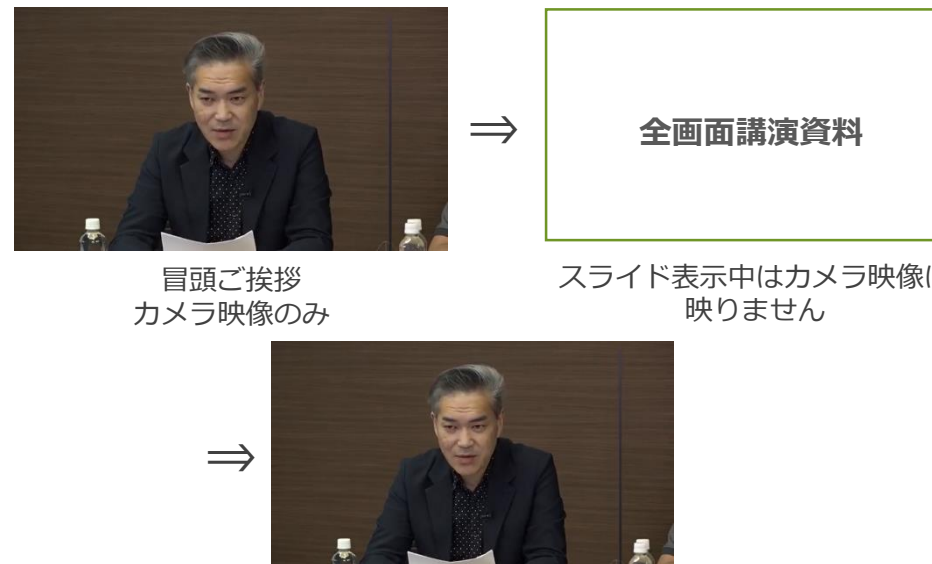 ⇒
全画面講演資料
冒頭ご挨拶
カメラ映像のみ
スライド表示中はカメラ映像
映りません
⇒